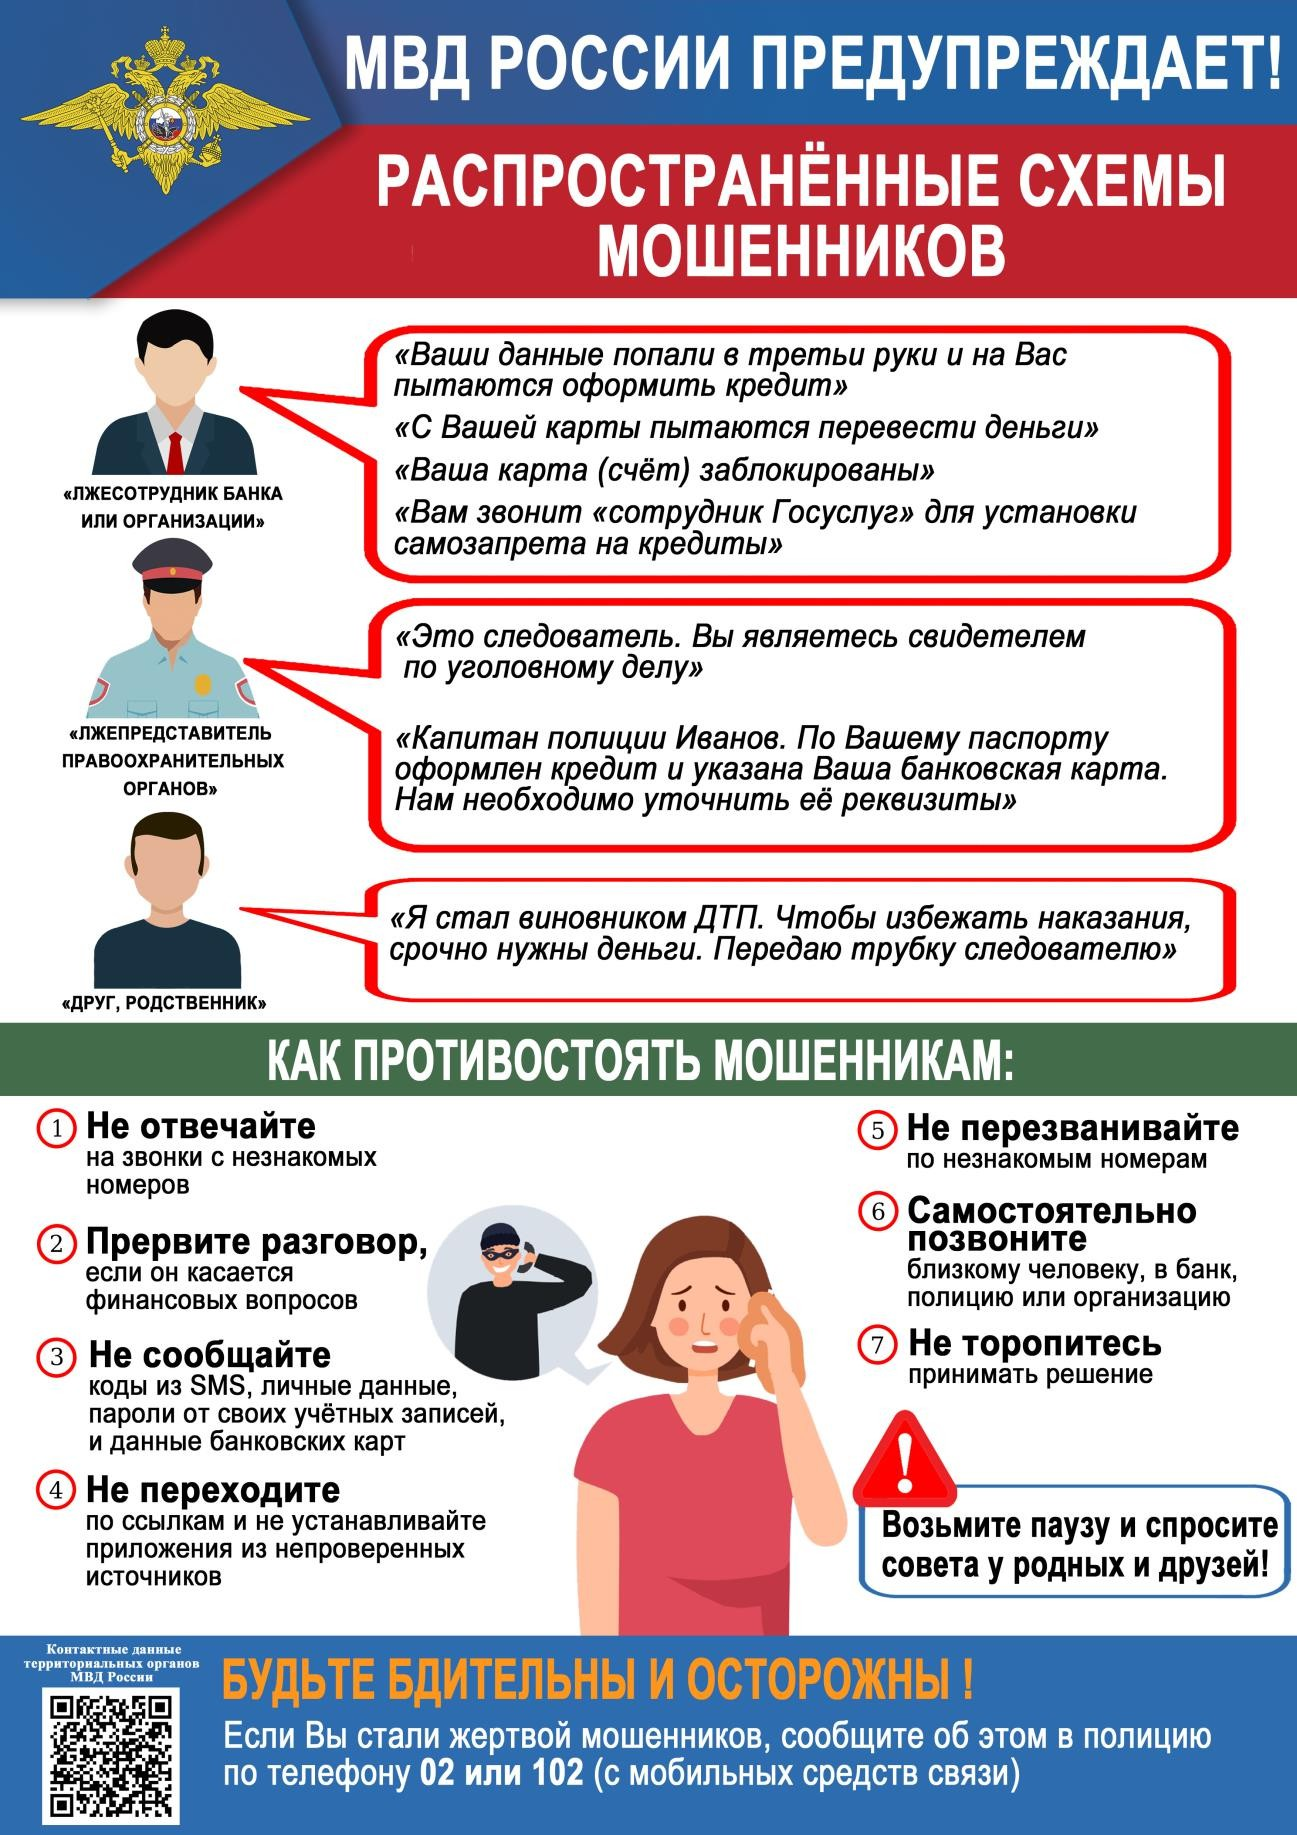 МВД РОССИИ ПРЕДУПРЕЖДАЕТ!
РАСПРОСТРАНЁННЫЕ СХЕМЫ
МОШЕННИКОВ
«Ваши данные попали в третьи руки и на Вас
пытаются оформить кредит»
«С Вашей карты пытаются перевести деньги»
«Ваша карта (счёт) заблокированы»
«Вам звонит «сотрудник Госуслуг» для установки
самозапрета на кредиты»
«ЛЖЕСОТРУДНИК БАНКА
ИЛИ ОРГАНИЗАЦИИ»
«Это следователь. Вы являетесь свидетелем
по уголовному делу»
«Капитан полиции Иванов. По Вашему паспорту
оформлен кредит и указана Ваша банковская карта.
Нам необходимо уточнить её реквизиты»
«ЛЖЕПРЕДСТАВИТЕЛЬ
ПРАВООХРАНИТЕЛЬНЫХ
ОРГАНОВ»
«Я стал виновником ДТП. Чтобы избежать наказания,
срочно нужны деньги. Передаю трубку следователю»
«ДРУГ, РОДСТВЕННИК»
КАК ПРОТИВОСТОЯТЬ МОШЕННИКАМ:
1 Не отвечайте
на звонки с незнакомых
номеров
2 Прервите разговор,
если он касается
финансовых вопросов
3 Не сообщайте
коды из SMS, личные данные,
пароли от своих учётных записей,
и данные банковских карт
4 Не переходите
по ссылкам и не устанавливайте
приложения из непроверенных
источников
5 Не перезванивайте
по незнакомым номерам
6 Самостоятельно
позвоните
близкому человеку, в банк,
полицию или организацию
7 Не торопитесь
принимать решение
!
Возьмите паузу и спросите
совета у родных и друзей!
Контактные данные
территориальных органов
МВД России
БУДЬТЕ БДИТЕЛЬНЫ И ОСТОРОЖНЫ !
Если Вы стали жертвой мошенников, сообщите об этом в полицию
по телефону 02 или 102 (с мобильных средств связи)